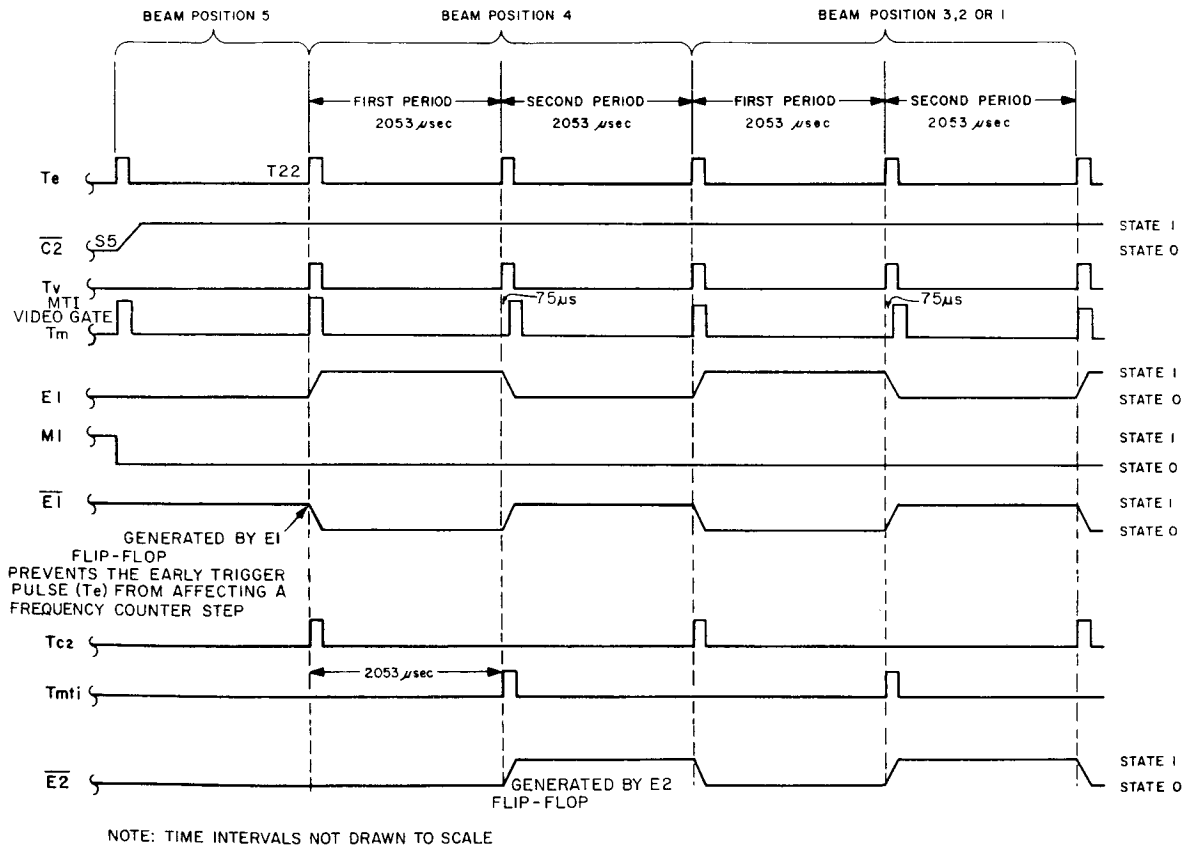 BEAM POSITION 5
BEAM POSITION 4
BEAM POSITION 3,2 OR 1
FIRST PERIOD
2053 μsec
SECOND PERIOD
2053 μsec
FIRST PERIOD
2053 μsec
SECOND PERIOD
2053 μsec
Te
T22
C2
S5
STATE 1
STATE 0
Tv
MTI
VIDEO GATE
Tm
75μs
75μs
E1
STATE 1
STATE 0
M1
STATE 1
STATE 0
E1
STATE 1
STATE 0
GENERATED BY E1
FLIP-FLOP
PREVENTS THE EARLY TRIGGER
PULSE (Te) FROM AFFECTING A
FREQUENCY COUNTER STEP
Tc2
2053 μsec
Tmti
E2
STATE 1
STATE 0
GENERATED BY E2
FLIP-FLOP
NOTE: TIME INTERVALS NOT DRAWN TO SCALE